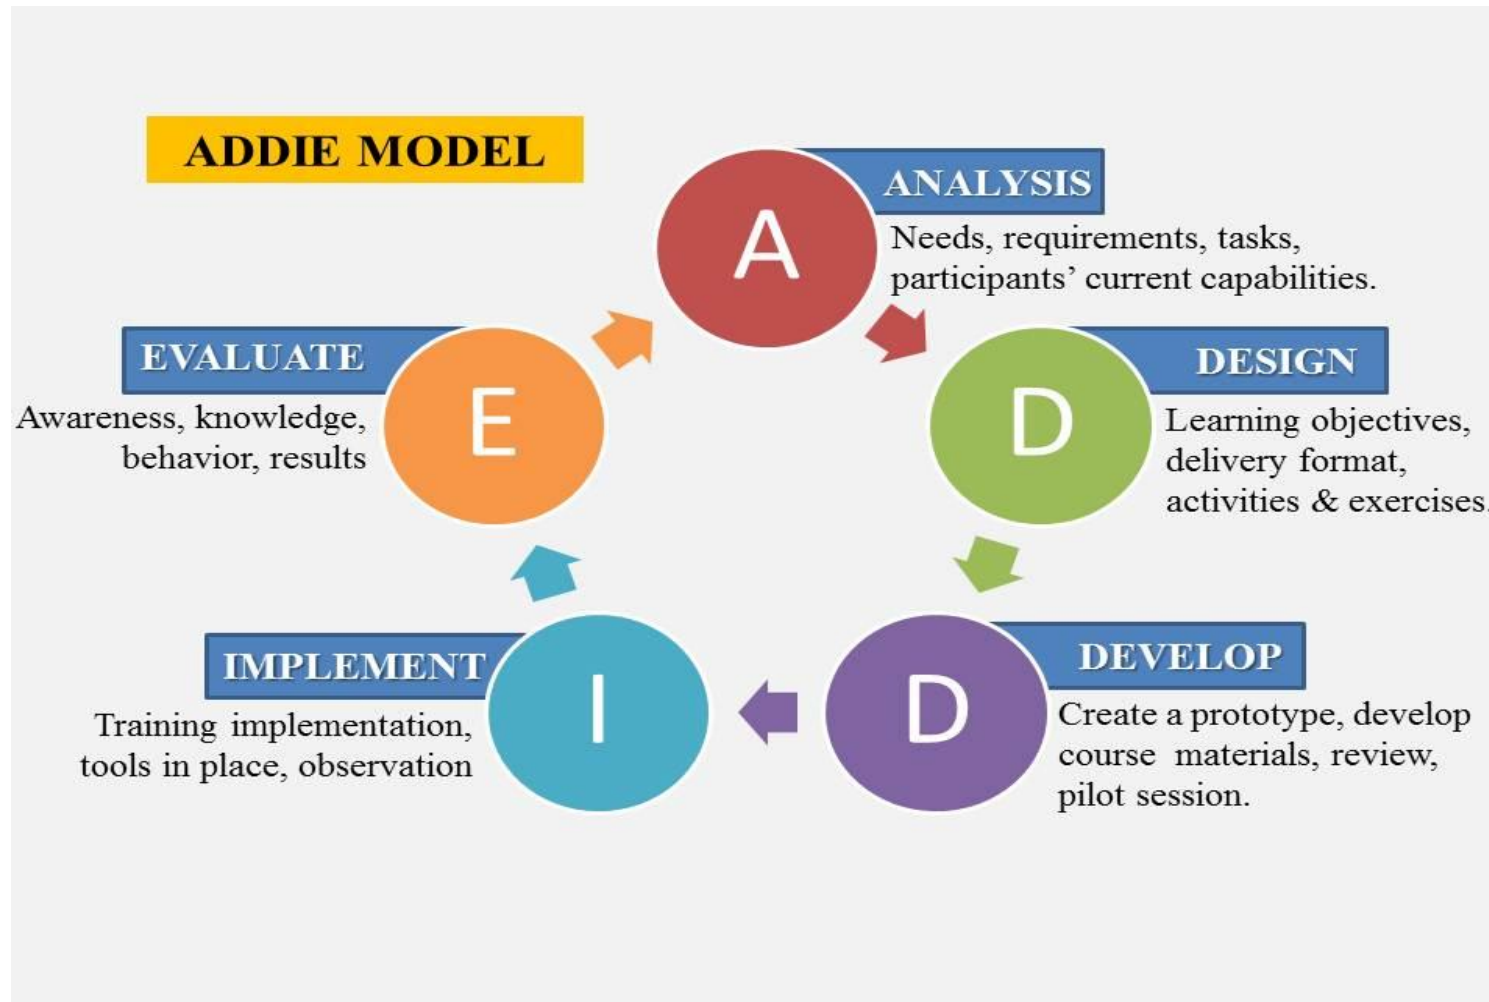 ADDIE MODEL
A
ANALYSIS
Needs, requirements, tasks,
participants’ current capabilities.
D
DESIGN
Learning objectives,
delivery format,
activities & exercises.
D
DEVELOP
Create a prototype, develop
course materials, review,
pilot session.
I
IMPLEMENT
Training implementation,
tools in place, observation
E
EVALUATE
Awareness, knowledge,
behavior, results